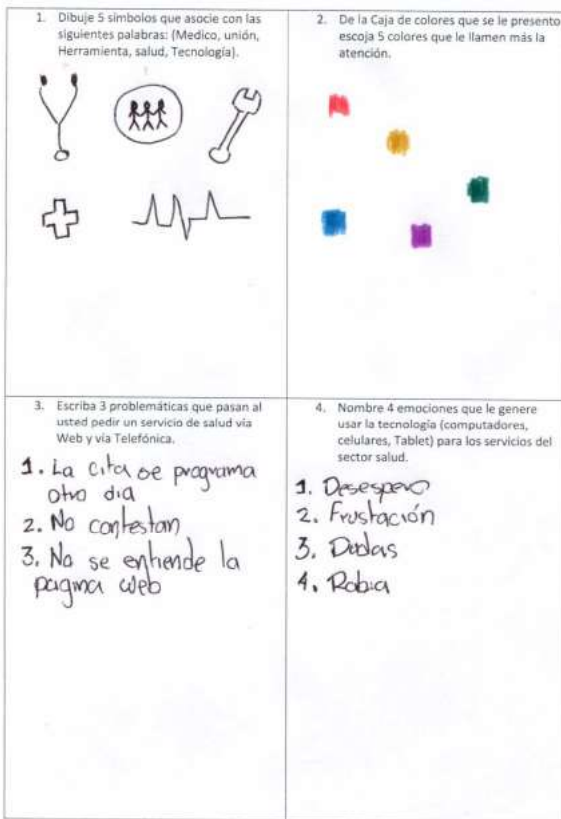 1. Dibuje 5 símbolos que asocie con las
siguientes palabras: (Medico, unión,
Herramienta, salud, Tecnología).
2. De la Caja de colores que se le presento
escoja 5 colores que le llamen más la
atención.
3. Escriba 3 problemáticas que pasan al
usted pedir un servicio de salud vía
Web y vía Telefónica.
1. La cita se programa
otro dia
2. No contestan
3. No se entiende la
pagina web
4. Nombre 4 emociones que le genere
usar la tecnología (computadores,
celulares, Tablet) para los servicios del
sector salud.
1. Desespero
2. Frustación
3. Dudas
4. Rabia